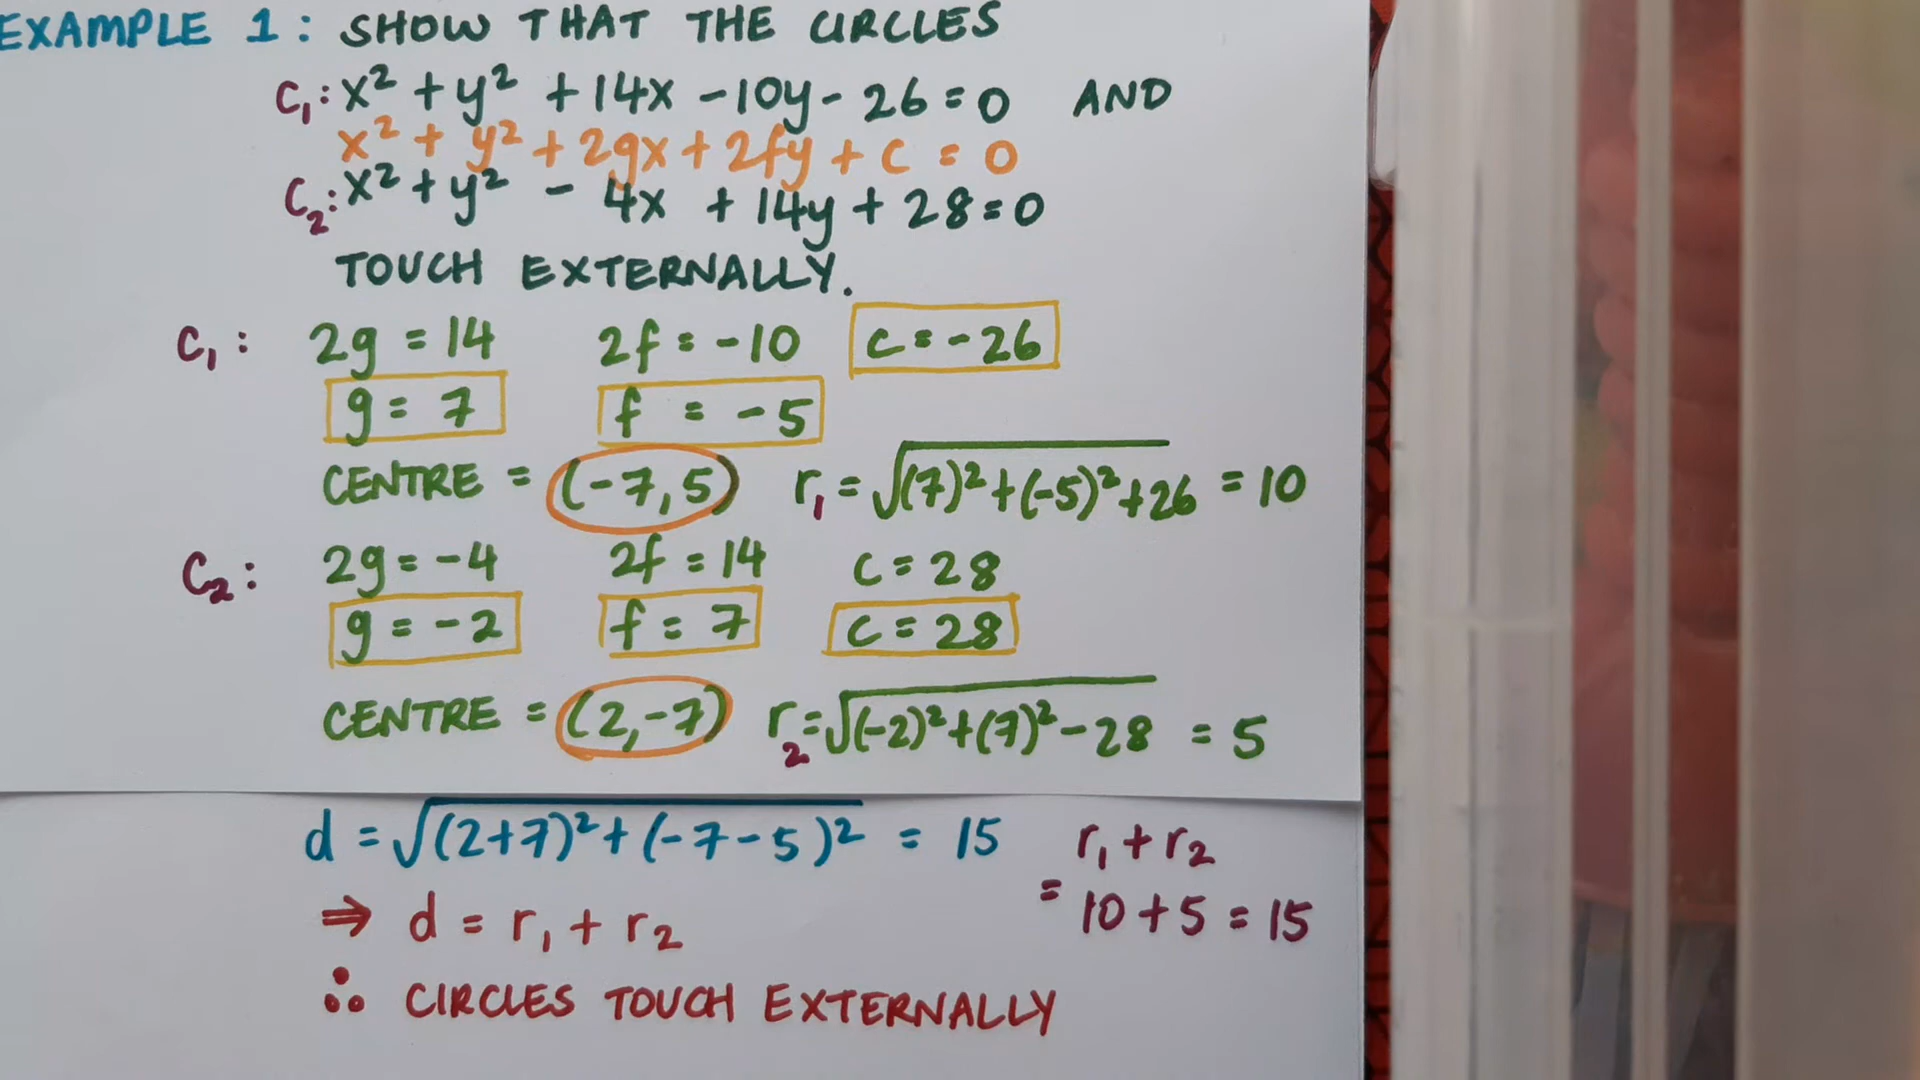 EXAMPLE 1: SHOW THAT THE CIRCLES
C₁: x² + y² + 14x - 10y - 26 = 0 AND
x² + y² + 2gx + 2fy + c = 0
C₂: x² + y² - 4x + 14y + 28 = 0
TOUCH EXTERNALLY.
C₁: 2g = 14 2f = -10 c = -26
g = 7 f = -5
CENTRE = (-7, 5) r₁ = √(7)² + (-5)² + 26 = 10
C₂: 2g = -4 2f = 14 c = 28
g = -2 f = 7 c = 28
CENTRE = (2, -7) r₂ = √(-2)² + (7)² - 28 = 5
d = √(2+7)² + (-7-5)² = 15 r₁ + r₂
= 10 + 5 = 15
⇒ d = r₁ + r₂
∴ CIRCLES TOUCH EXTERNALLY